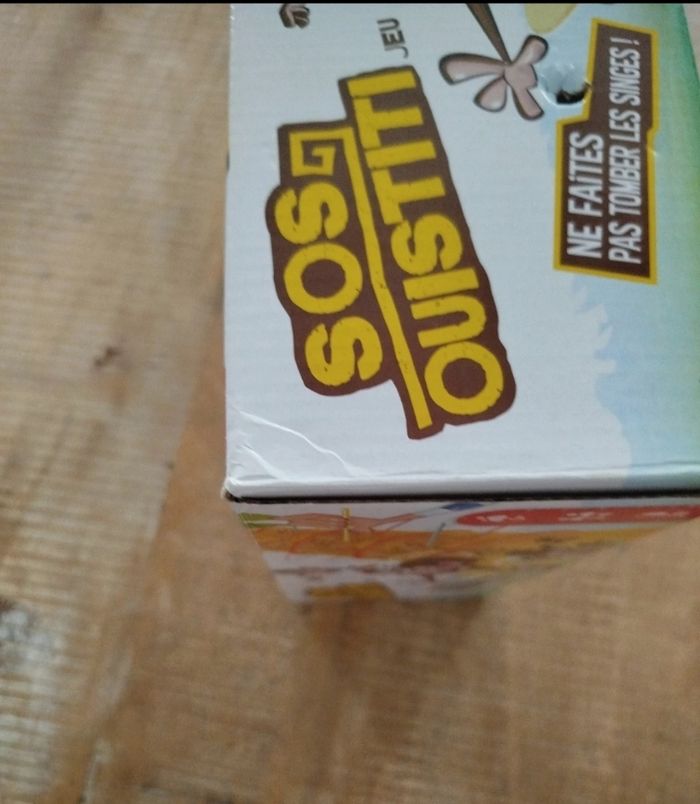 JEU
SOS
OUISTITI
NE FAITES
PAS TOMBER LES SINGES !